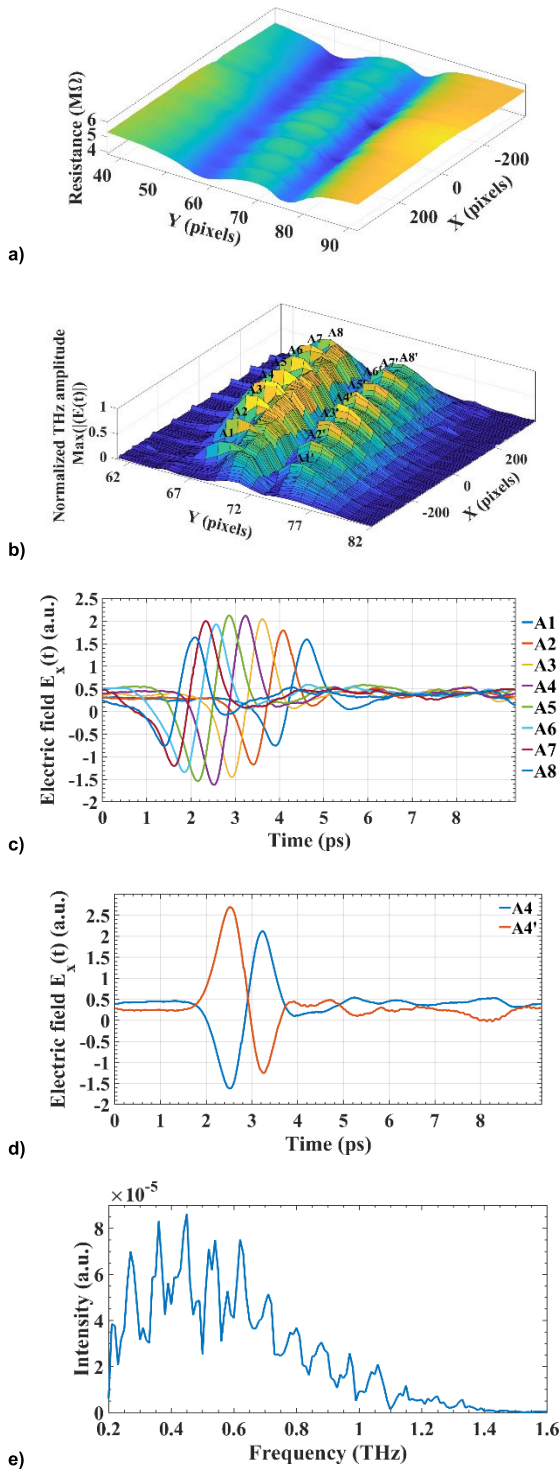 Resistance (MΩ)
6
5
4
40
50
60
70
80
90
Y (pixels)
200
0
-200
X (pixels)
a)
Normalized THz amplitude
Max(|(E(t)|)
1
0.5
0
62
67
72
77
82
Y (pixels)
-200
0
200
X (pixels)
A1
A2
A3'
A4
A5
A6
A7
A8
A1'
A2'
A3'
A4'
A5'
A6'
A7'
A8'
b)
Electric field E_x(t) (a.u.)
2.5
2
1.5
1
0.5
0
-0.5
-1
-1.5
-2
0 1 2 3 4 5 6 7 8
Time (ps)
A1
A2
A3
A4
A5
A6
A7
A8
c)
Electric field E_x(t) (a.u.)
2.5
2
1.5
1
0.5
0
-0.5
-1
-1.5
-2
0 1 2 3 4 5 6 7 8
Time (ps)
A4
A4'
d)
×10-5
Intensity (a.u.)
8
6
4
2
0
0.2 0.4 0.6 0.8 1.0 1.2 1.4 1.6
Frequency (THz)
e)